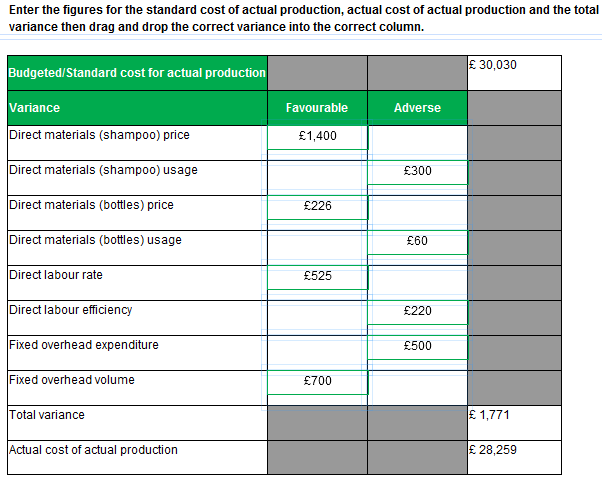 Enter the figures for the standard cost of actual production, actual cost of actual production and the total
variance then drag and drop the correct variance into the correct column.
Budgeted/Standard cost for actual production £ 30,030
Variance Favourable Adverse
Direct materials (shampoo) price £1,400
Direct materials (shampoo) usage £300
Direct materials (bottles) price £226
Direct materials (bottles) usage £60
Direct labour rate £525
Direct labour efficiency £220
Fixed overhead expenditure £500
Fixed overhead volume £700
Total variance £ 1,771
Actual cost of actual production £ 28,259